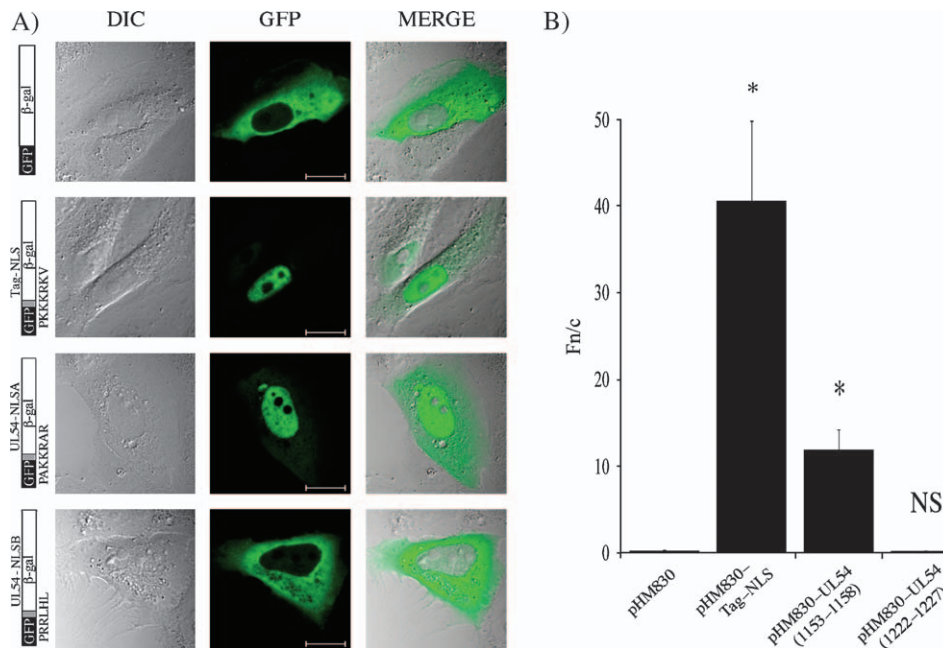 A)
DIC
GFP
MERGE
GFP
β-gal
Tag-NLS
GFP
β-gal
PKKKRKV
UL54-NLSA
GFP
β-gal
PAKKRAR
UL54-NLSB
GFP
β-gal
PRRLHL
B)
Fn/c
50
40
30
20
10
0
*
*
NS
pHM830
pHM830–
Tag–NLS
pHM830–UL54
(1153–1158)
pHM830–UL54
(1222–1227)